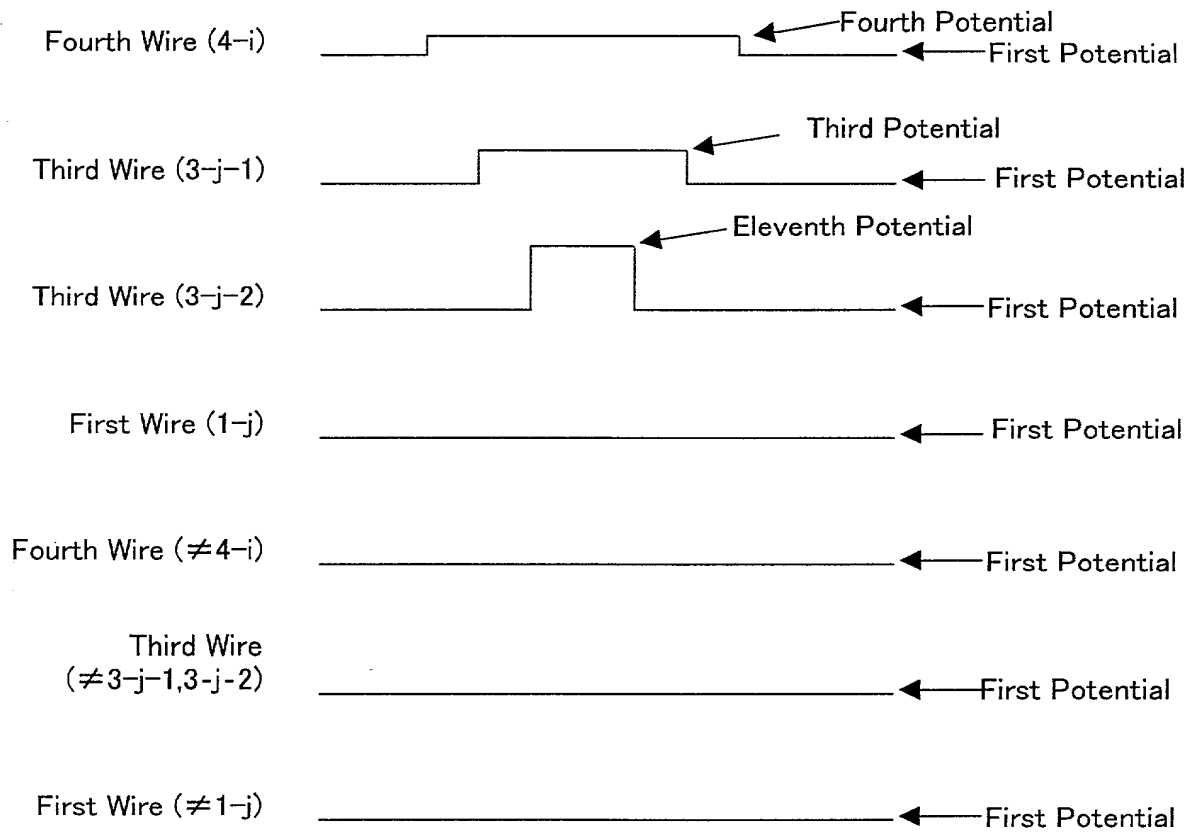 Fourth Potential
Fourth Wire (4-i)
First Potential
Third Potential
Third Wire (3-j-1)
First Potential
Eleventh Potential
Third Wire (3-j-2)
First Potential
First Wire (1-j)
First Potential
Fourth Wire (≠4-i)
First Potential
Third Wire
(≠3-j-1,3-j-2)
First Potential
First Wire (≠1-j)
First Potential